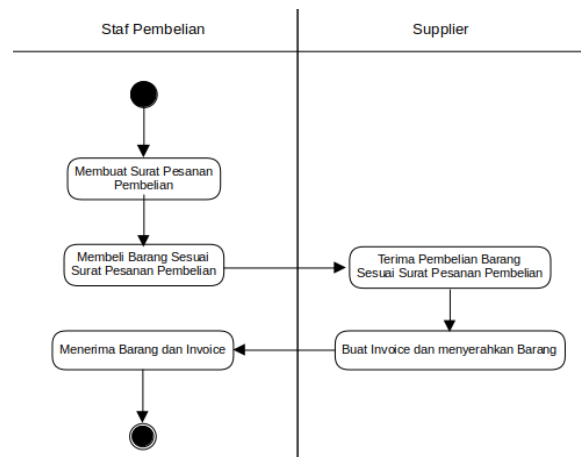 Staf Pembelian
Supplier
Membuat Surat Pesanan
Pembelian
Membeli Barang Sesuai
Surat Pesanan Pembelian
Terima Pembelian Barang
Sesuai Surat Pesanan Pembelian
Menerima Barang dan Invoice
Buat Invoice dan menyerahkan Barang